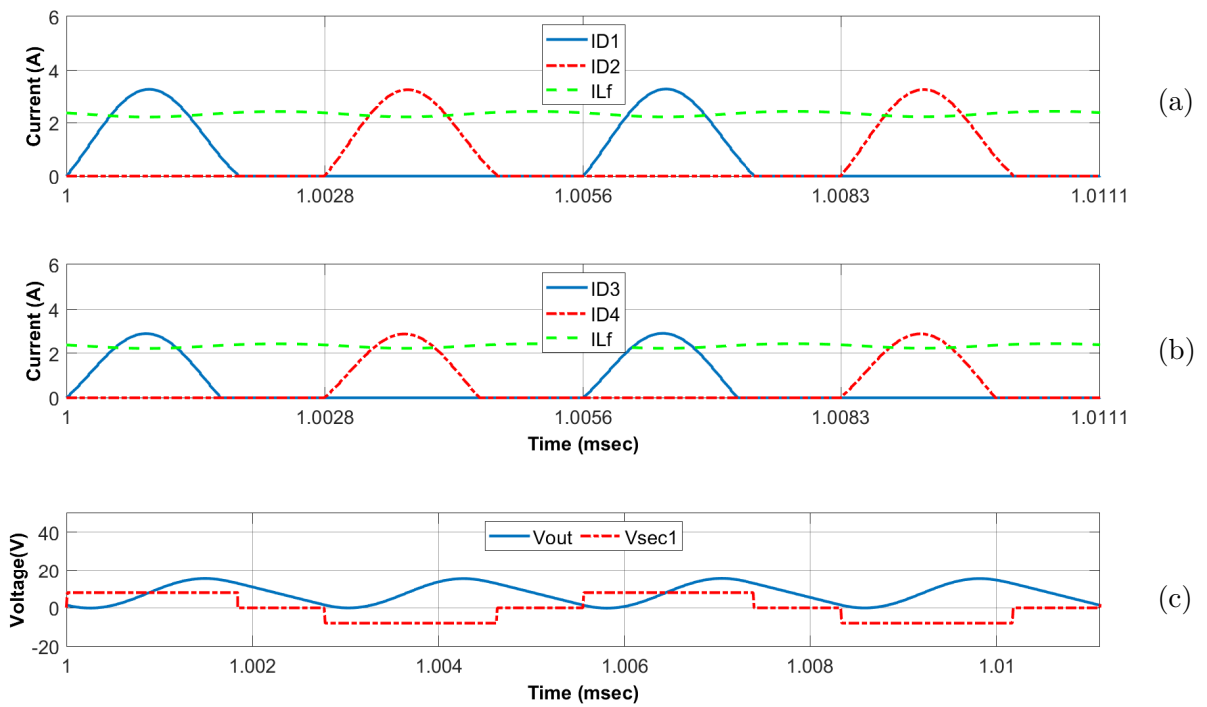 Current (A)
6
4
2
0
ID1
ID2
ILf
1 1.0028 1.0056 1.0083 1.0111
(a)
Current (A)
6
4
2
0
ID3
ID4
ILf
1 1.0028 1.0056 1.0083 1.0111
Time (msec)
(b)
Voltage(V)
40
20
0
-20
Vout Vsec1
1 1.002 1.004 1.006 1.008 1.01
Time (msec)
(c)